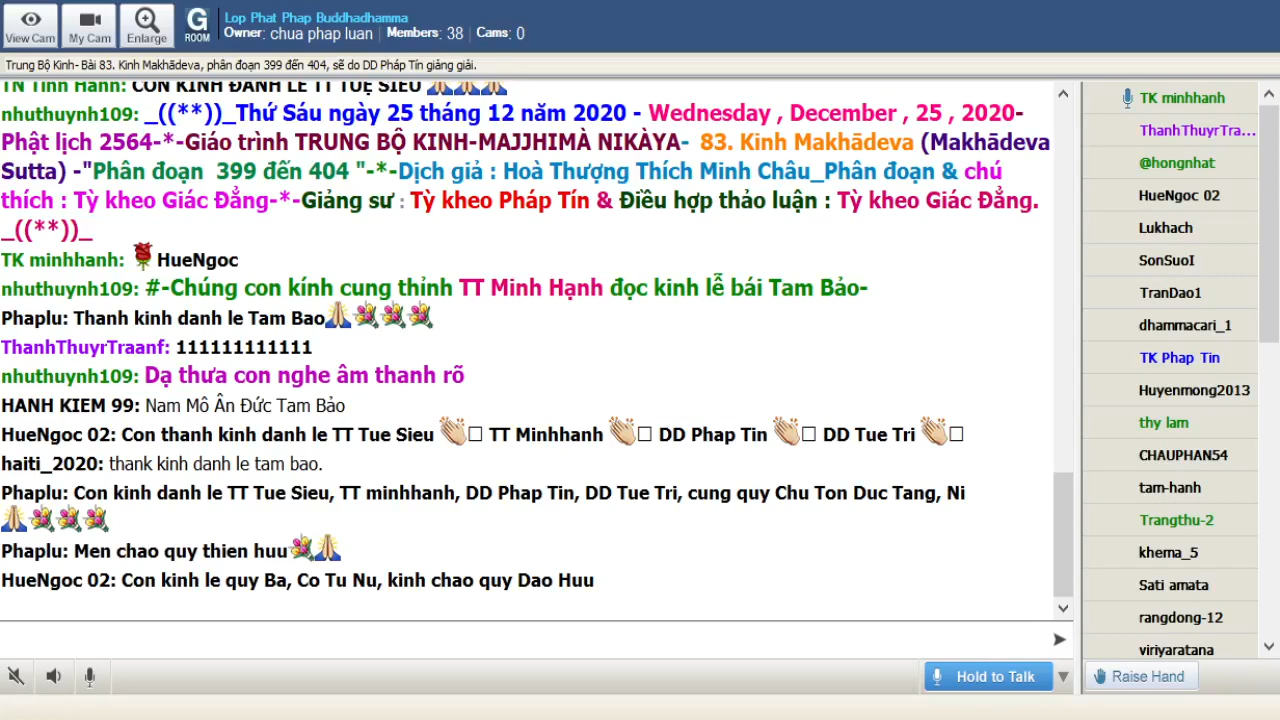 View Cam
My Cam
Enlarge
G
ROOM
Lop Phat Phap Buddhadhamma
Owner: chua phap luan | Members: 38 | Cams: 0
Trung Bộ Kinh- Bài 83. Kinh Makhādeva, phân đoạn 399 đến 404, sẽ do DD Pháp Tín giảng giải.
TN Tinh Hanh: CON KINH ĐANH LE TT TUỆ SIEU 🙏🙏🙏
nhuthuynh109: _((**))_Thứ Sáu ngày 25 tháng 12 năm 2020 - Wednesday , December , 25 , 2020-
Phật lịch 2564-*-Giáo trình TRUNG BỘ KINH-MAJJHIMÀ NIKÀYA- 83. Kinh Makhādeva (Makhādeva
Sutta) -"Phân đoạn 399 đến 404 "-*-Dịch giả : Hoà Thượng Thích Minh Châu_Phân đoạn & chú
thích : Tỳ kheo Giác Đẳng-*-Giảng sư : Tỳ kheo Pháp Tín & Điều hợp thảo luận : Tỳ kheo Giác Đẳng.
_((**))_
TK minhhanh: 🌹HueNgoc
nhuthuynh109: #-Chúng con kính cung thỉnh TT Minh Hạnh đọc kinh lễ bái Tam Bảo-
Phaplu: Thanh kinh danh le Tam Bao🙏💐💐💐
ThanhThuyrTraanf: 111111111111
nhuthuynh109: Dạ thưa con nghe âm thanh rõ
HANH KIEM 99: Nam Mô Ân Đức Tam Bảo
HueNgoc 02: Con thanh kinh danh le TT Tue Sieu 👏□ TT Minhhanh 👏□ DD Phap Tin 👏□ DD Tue Tri 👏□
haiti_2020: thank kinh danh le tam bao.
Phaplu: Con kinh danh le TT Tue Sieu, TT minhhanh, DD Phap Tin, DD Tue Tri, cung quy Chu Ton Duc Tang, Ni
🙏💐💐💐
Phaplu: Men chao quy thien huu💐🙏
HueNgoc 02: Con kinh le quy Ba, Co Tu Nu, kinh chao quy Dao Huu
Hold to Talk
TK minhhanh
ThanhThuyrTra...
@hongnhat
HueNgoc 02
Lukhach
SonSuoI
TranDao1
dhammacari_1
TK Phap Tin
Huyenmong2013
thy lam
CHAUPHAN54
tam-hanh
Trangthu-2
khema_5
Sati amata
rangdong-12
viriyaratana
Raise Hand